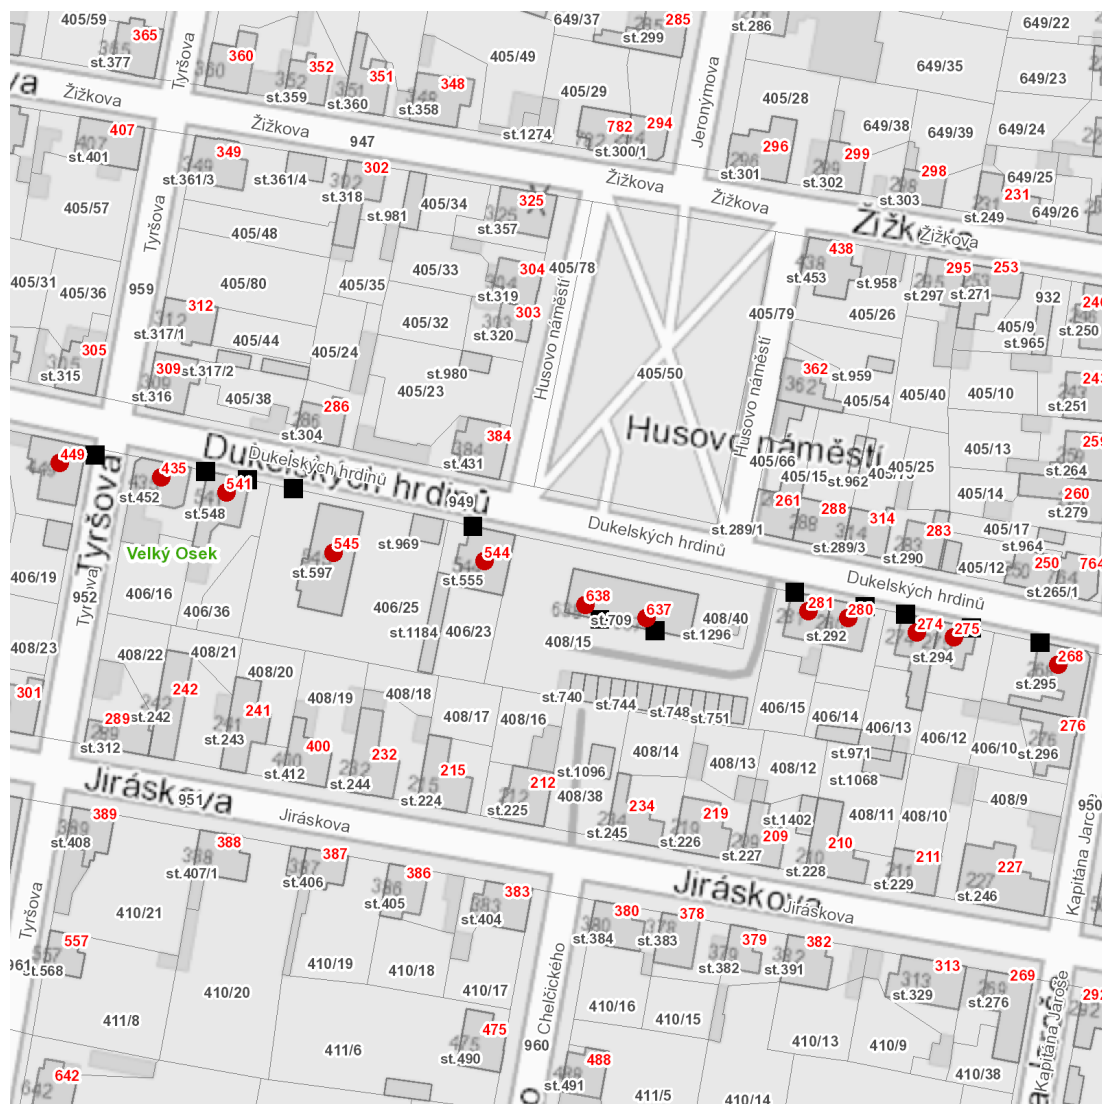 405/59
365
st.377
Tyršova
360
352
st.359
351
st.360
348
st.358
405/49
649/37
285
st.299
st.286
649/22
649/35
649/23
va
Žižkova
405/29
405/28
Jeronýmova
407
st.401
Žižkova
947
st.1274
782
294
st.300/1
296
st.301
649/38
649/39
649/24
349
st.361/3
st.361/4
302
st.318
299
st.302
298
st.303
649/25
231
st.249
649/26
405/57
Tyršova
st.981
405/34
325
st.357
Žižkova
Žižkova
Žižkova
Žižkova
405/48
438
st.453
405/31
405/36
959
405/80
405/35
405/33
304
st.319
405/78
st.958
295
st.297
253
st.271
932
st.250
312
st.317/1
405/32
303
st.320
Husovo náměstí
405/79
405/26
405/9
st.965
305
st.315
405/44
405/24
309
st.316
st.317/2
405/38
405/23
st.980
405/50
Husovo náměstí
362
st.959
405/54
405/40
405/10
243
st.251
286
st.304
384
st.431
Husovo náměstí
405/66
405/15
st.962
405/25
405/13
st.264
449
435
st.452
541
st.548
Dukelských hrdinů
Dukelských hrdinů
949
405/14
260
st.279
Tyršova
261
288
314
283
st.289/1
st.289/3
st.290
405/17
st.964
Dukelských hrdinů
Velký Osek
545
st.597
st.969
544
st.555
405/12
250
764
st.265/1
406/19
406/16
952
Tyršova
406/36
406/25
st.1184
406/23
638
637
st.709
408/40
st.1296
408/15
Dukelských hrdinů
281
280
st.292
274
275
st.294
268
st.295
408/23
408/22
408/21
408/20
301
242
st.242
241
st.243
408/19
408/18
408/17
408/16
st.740
st.744
st.748
st.751
406/15
406/14
406/13
406/12
406/10
276
st.296
289
st.312
400
st.412
232
st.244
215
st.224
212
st.225
st.1096
408/38
408/14
408/13
408/12
st.971
st.1068
408/9
Jiráskova
951
Jiráskova
234
st.245
219
st.226
209
st.227
st.1402
408/11
408/10
210
st.228
211
st.229
227
st.246
950
Kapitána Jaroše
389
st.408
388
st.407/1
387
st.406
386
st.405
383
st.404
Jiráskova
Jiráskova
Tyršova
410/21
380
st.384
378
st.383
379
st.382
382
st.391
557
st.568
961
410/19
410/18
410/17
410/20
313
st.329
269
st.276
292
411/8
411/6
475
st.490
Chelčického
960
410/16
410/15
410/13
410/9
410/38
Kapitána Jaroše
642
488
st.491
411/5
410/14